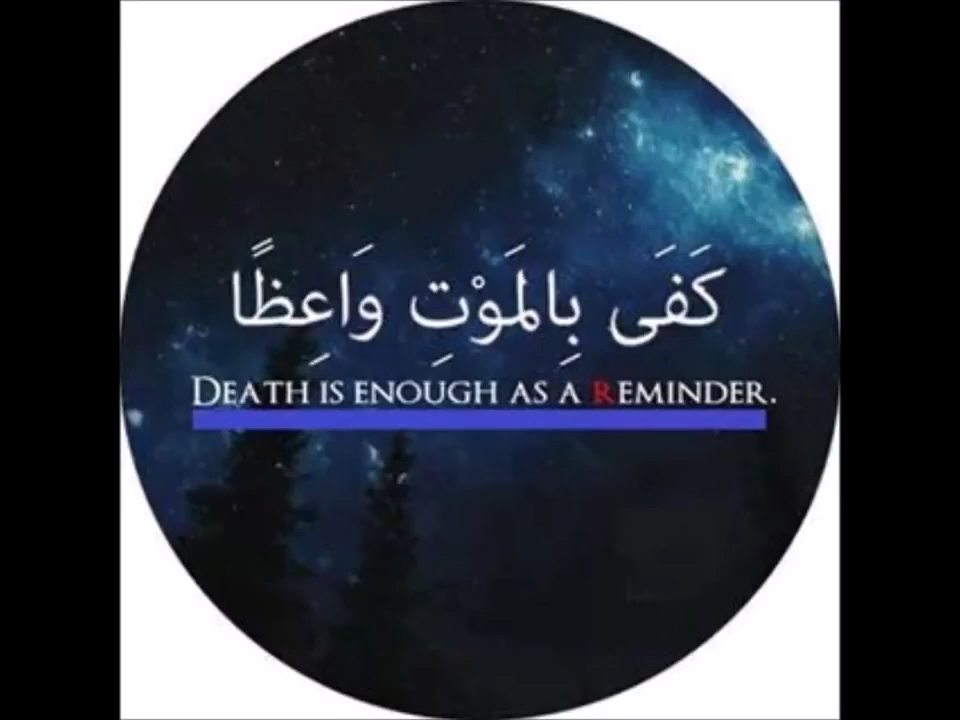 كَفَى بِالمَوْتِ وَاعِظًا
DEATH IS ENOUGH AS A REMINDER.